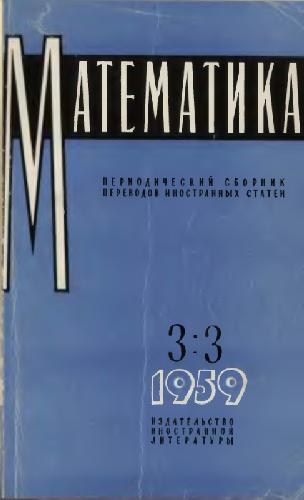 МАТЕМАТИКА
ПЕРИОДИЧЕСКИЙ СБОРНИК
ПЕРЕВОДОВ ИНОСТРАННЫХ СТАТЕЙ
3:3
1959
ИЗДАТЕЛЬСТВО
ИНОСТРАННОЙ
ЛИТЕРАТУРЫ